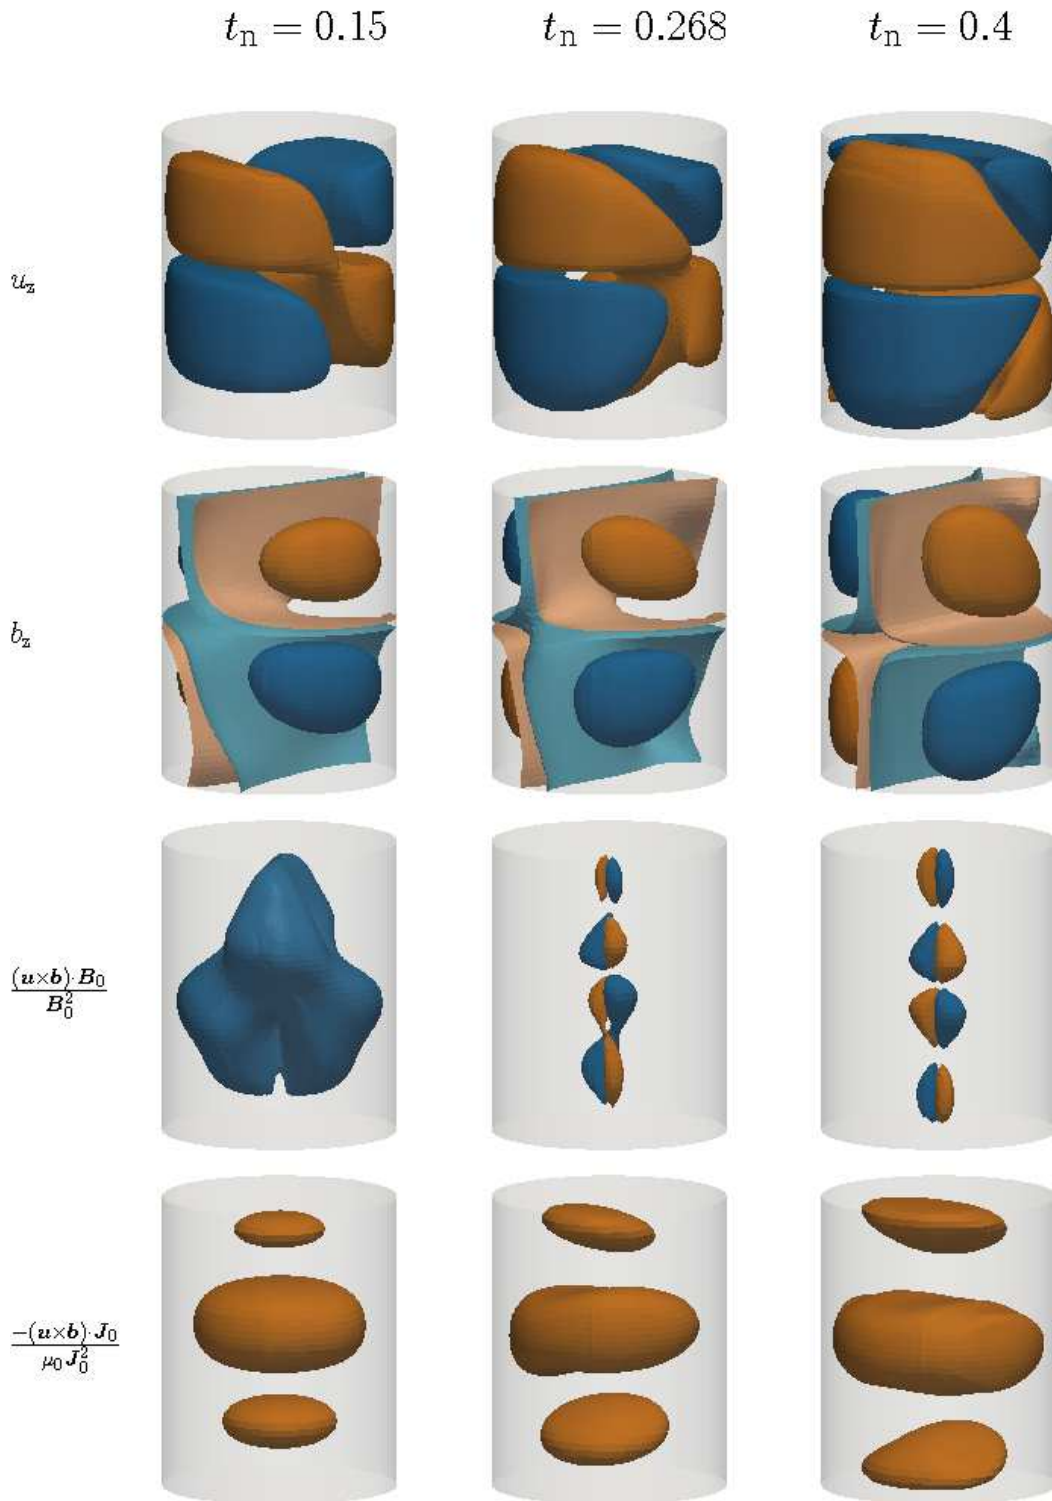 t_n = 0.15 t_n = 0.268 t_n = 0.4
u_z
b_z
(u×b)·B_0
B_0^2
−(u×b)·J_0
μ_0 J_0^2